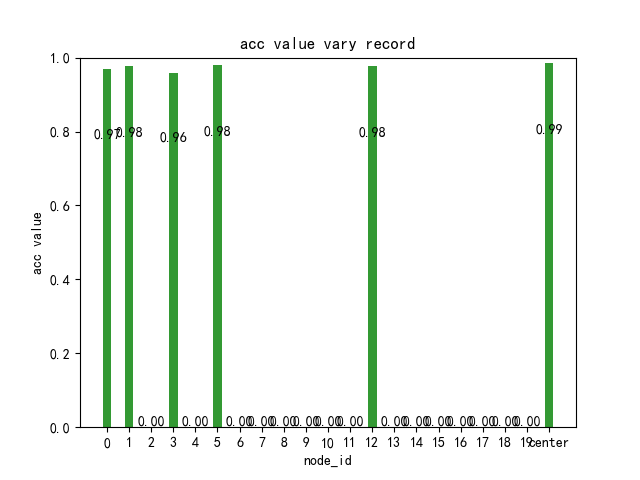 acc value vary record
1.0
0.8
0.6
0.4
0.2
0.0
acc value
0.97 0.98 0.96 0.98 0.98 0.99
0.00 0.00 0.00 0.00 0.00 0.00 0.00 0.00 0.00 0.00 0.00 0.00 0.00 0.00 0.00
0 1 2 3 4 5 6 7 8 9 10 11 12 13 14 15 16 17 18 19 center
node_id